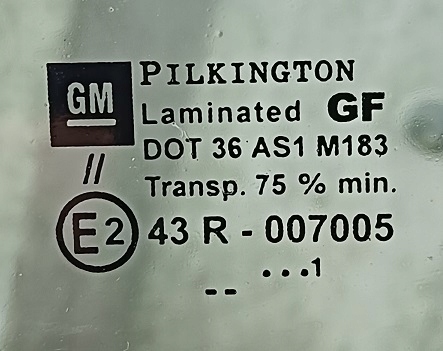 GM PILKINGTON
Laminated GF
DOT 36 AS1 M183
// Transp. 75 % min.
E2 43 R - 007005
...1
--